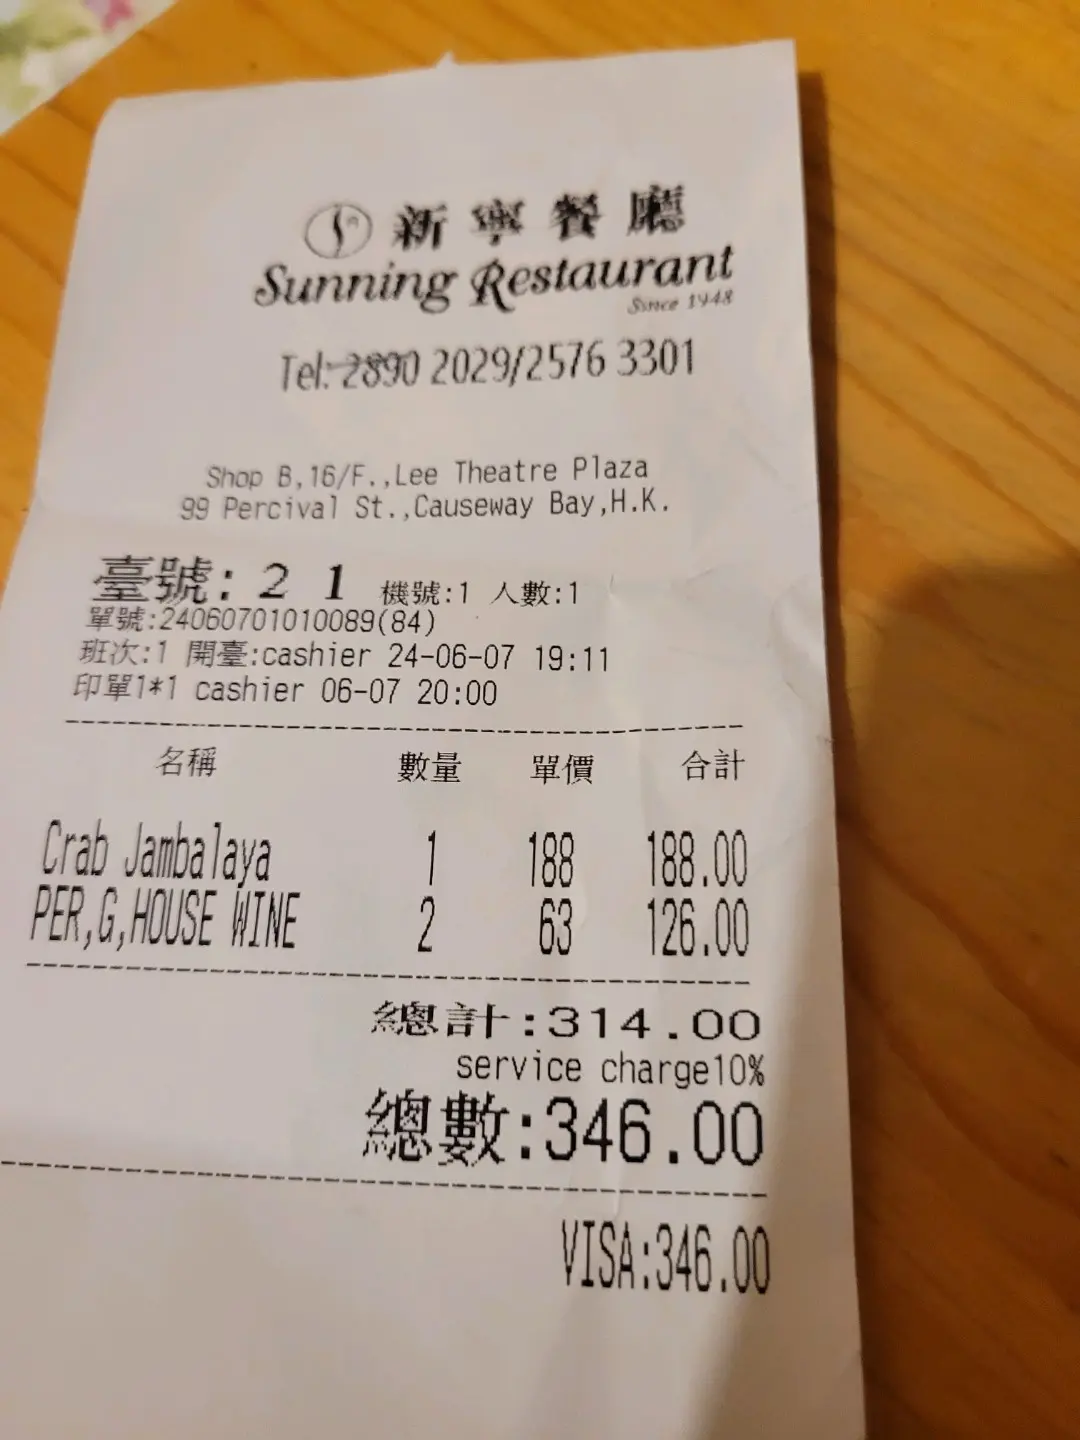 新寧餐廳
Sunning Restaurant
Since 1948
Tel: 2890 2029/2576 3301
Shop B,16/F.,Lee Theatre Plaza
99 Percival St.,Causeway Bay,H.K.
臺號: 2 1 機號:1 人數:1
單號:24060701010089(84)
班次:1 開臺:cashier 24-06-07 19:11
印單1*1 cashier 06-07 20:00
名稱 數量 單價 合計
Crab Jambalaya 1 188 188.00
PER,G,HOUSE WINE 2 63 126.00
總計:314.00
service charge10%
總數:346.00
VISA:346.00